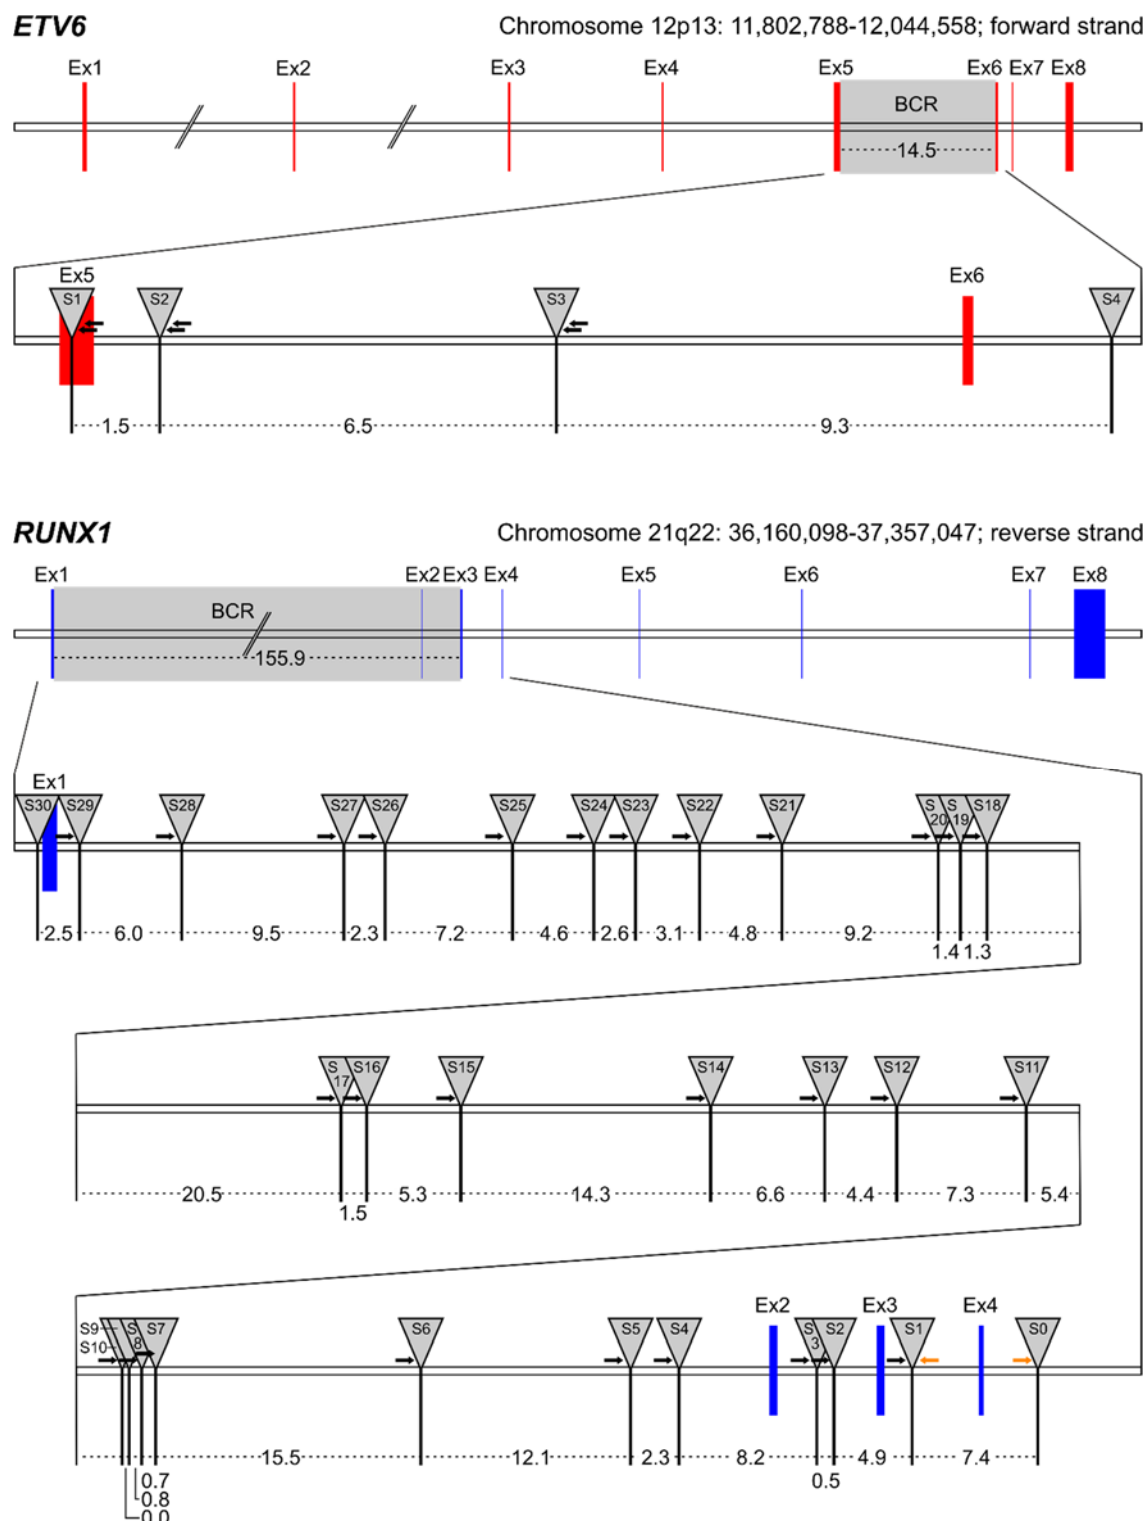 ETV6 Chromosome 12p13: 11,802,788-12,044,558; forward strand
Ex1 Ex2 Ex3 Ex4 Ex5 Ex6 Ex7 Ex8
BCR
14.5
Ex5 Ex6
S1 S2 S3 S4
1.5 6.5 9.3
RUNX1 Chromosome 21q22: 36,160,098-37,357,047; reverse strand
Ex1 Ex2 Ex3 Ex4 Ex5 Ex6 Ex7 Ex8
BCR
155.9
Ex1
S30 S29 S28 S27 S26 S25 S24 S23 S22 S21 S20 S19 S18
2.5 6.0 9.5 2.3 7.2 4.6 2.6 3.1 4.8 9.2
1.4 1.3
S17 S16 S15 S14 S13 S12 S11
20.5 5.3 14.3 6.6 4.4 7.3 5.4
1.5
Ex2 Ex3 Ex4
S9 S8 S7 S6 S5 S4 S3 S2 S1 S0
S10
15.5 12.1 2.3 8.2 4.9 7.4
0.7 0.5
0.8
0.0